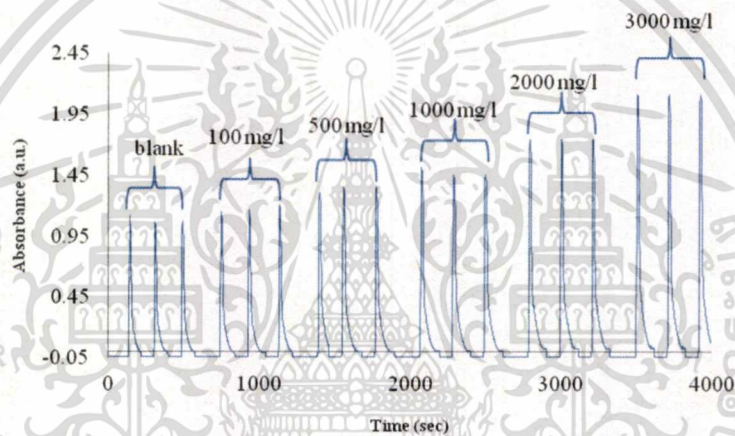 3000 mg/l
2.45
2000 mg/l
1.95
1000 mg/l
500 mg/l
100 mg/l
blank
1.45
Absorbance (a.u.)
0.95
0.45
-0.05
0 1000 2000 3000 4000
Time (sec)